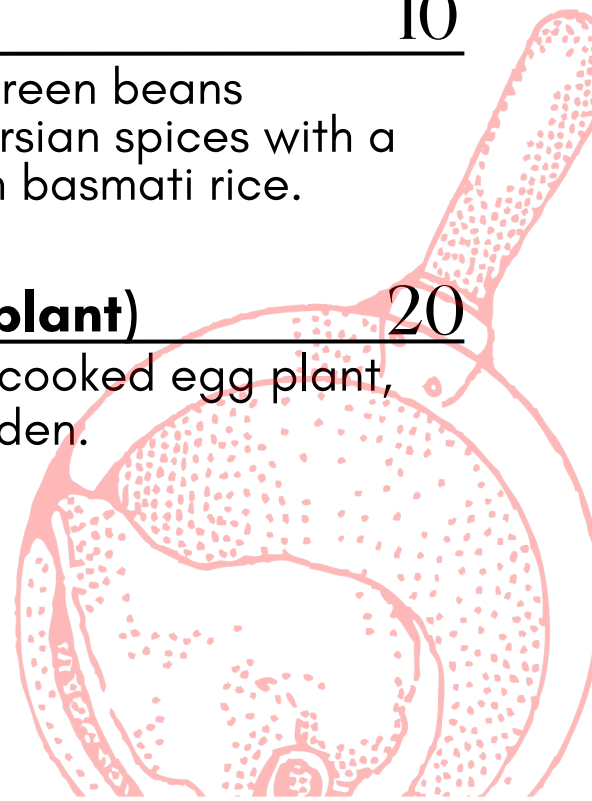 10
reen beans
rsian spices with a
basmati rice.
plant) 20
cooked egg plant,
den.